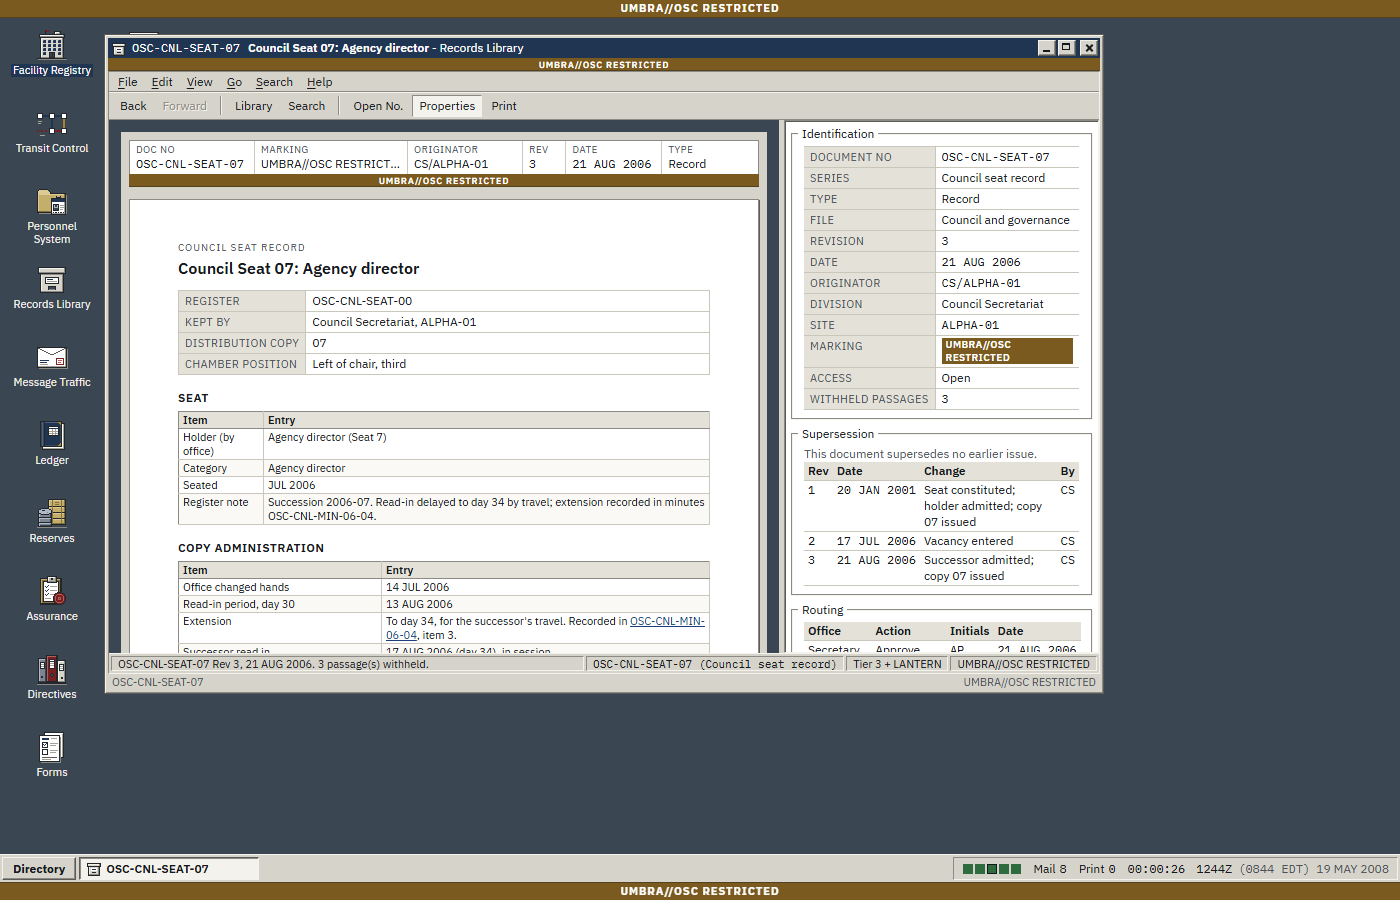 UMBRA//OSC RESTRICTED
Facility Registry
Transit Control
Personnel
System
Records Library
Message Traffic
Ledger
Reserves
Assurance
Directives
Forms
OSC-CNL-SEAT-07 Council Seat 07: Agency director - Records Library
UMBRA//OSC RESTRICTED
File Edit View Go Search Help
Back Forward Library Search Open No. Properties Print
DOC NO MARKING ORIGINATOR REV DATE TYPE
OSC-CNL-SEAT-07 UMBRA//OSC RESTRICT... CS/ALPHA-01 3 21 AUG 2006 Record
UMBRA//OSC RESTRICTED
COUNCIL SEAT RECORD
Council Seat 07: Agency director
REGISTER OSC-CNL-SEAT-00
KEPT BY Council Secretariat, ALPHA-01
DISTRIBUTION COPY 07
CHAMBER POSITION Left of chair, third
SEAT
Item Entry
Holder (by Agency director (Seat 7)
office)
Category Agency director
Seated JUL 2006
Register note Succession 2006-07. Read-in delayed to day 34 by travel; extension recorded in minutes
OSC-CNL-MIN-06-04.
COPY ADMINISTRATION
Item Entry
Office changed hands 14 JUL 2006
Read-in period, day 30 13 AUG 2006
Extension To day 34, for the successor's travel. Recorded in OSC-CNL-MIN-
06-04, item 3.
Successor read in 17 AUG 2006 (day 34), in session
Identification
DOCUMENT NO OSC-CNL-SEAT-07
SERIES Council seat record
TYPE Record
FILE Council and governance
REVISION 3
DATE 21 AUG 2006
ORIGINATOR CS/ALPHA-01
DIVISION Council Secretariat
SITE ALPHA-01
MARKING UMBRA//OSC
RESTRICTED
ACCESS Open
WITHHELD PASSAGES 3
Supersession
This document supersedes no earlier issue.
Rev Date Change By
1 20 JAN 2001 Seat constituted; CS
holder admitted; copy
07 issued
2 17 JUL 2006 Vacancy entered CS
3 21 AUG 2006 Successor admitted; CS
copy 07 issued
Routing
Office Action Initials Date
Secretary Approve AP 21 AUG 2006
OSC-CNL-SEAT-07 Rev 3, 21 AUG 2006. 3 passage(s) withheld. OSC-CNL-SEAT-07 (Council seat record) Tier 3 + LANTERN UMBRA//OSC RESTRICTED
OSC-CNL-SEAT-07 UMBRA//OSC RESTRICTED
Directory OSC-CNL-SEAT-07 Mail 8 Print 0 00:00:26 1244Z (0844 EDT) 19 MAY 2008
UMBRA//OSC RESTRICTED